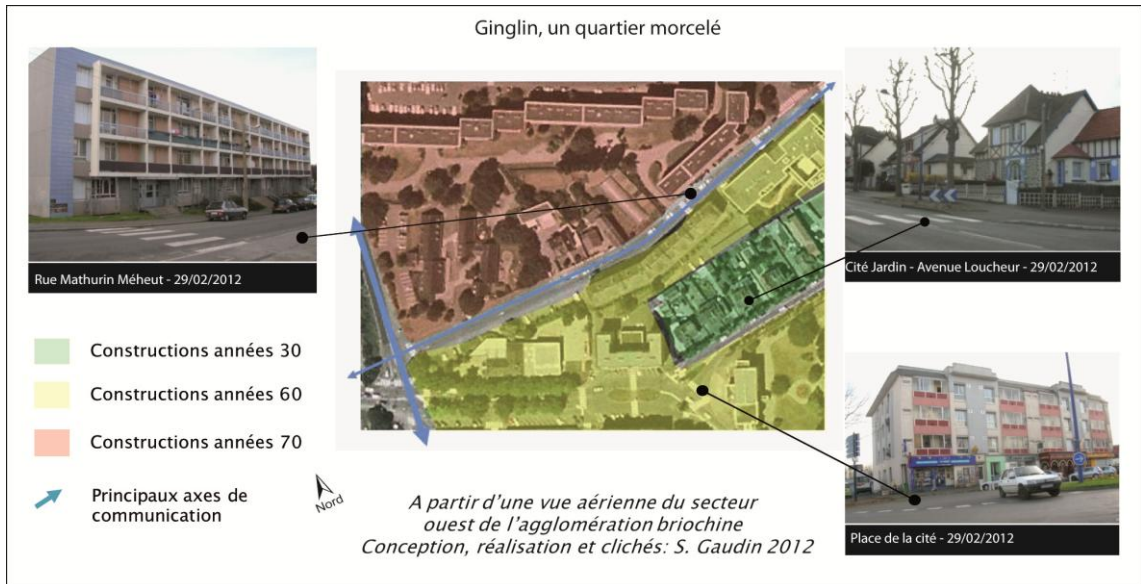 Ginglin, un quartier morcelé
Rue Mathurin Méheut - 29/02/2012
Cité Jardin - Avenue Loucheur - 29/02/2012
Constructions années 30
Constructions années 60
Constructions années 70
Principaux axes de
communication
Nord
A partir d'une vue aérienne du secteur
ouest de l'agglomération briochine
Conception, réalisation et clichés: S. Gaudin 2012
Place de la cité - 29/02/2012